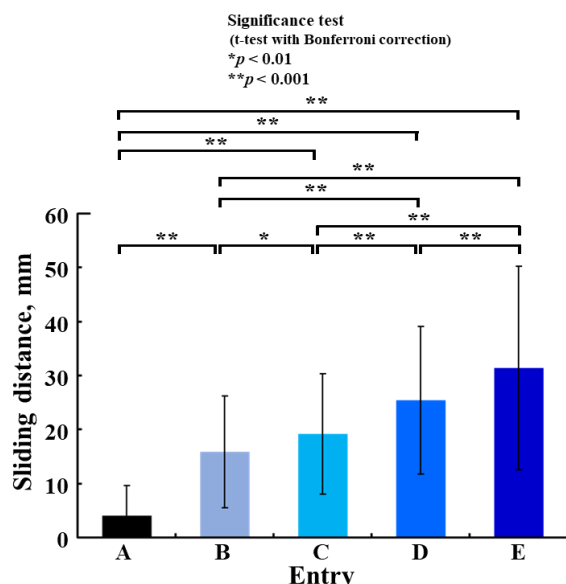 Significance test
(t-test with Bonferroni correction)
*p < 0.01
**p < 0.001
**
**
**
**
**
**
** * ** **
60
50
40
30
20
10
0
Sliding distance, mm
A B C D E
Entry